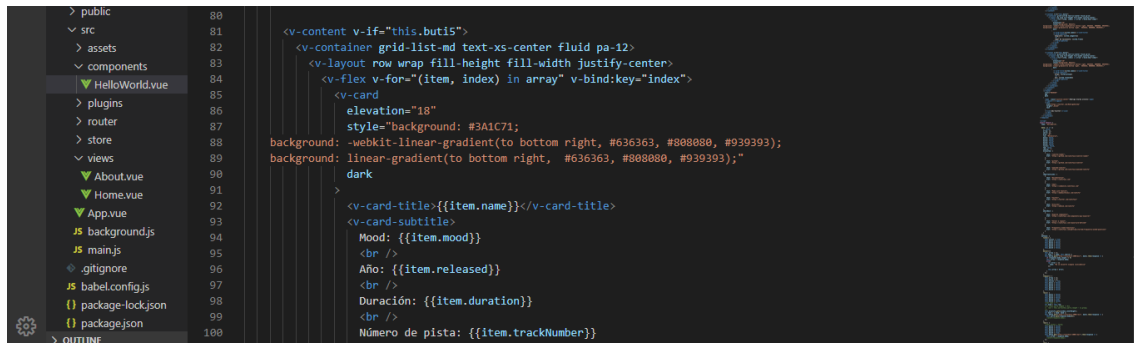 public
src
assets
components
HelloWorld.vue
plugins
router
store
views
About.vue
Home.vue
App.vue
JS background.js
JS main.js
.gitignore
JS babel.config.js
{} package-lock.json
{} package.json
OUTLINE
80
81 <v-content v-if="this.buti5">
82 <v-container grid-list-md text-xs-center fluid pa-12>
83 <v-layout row wrap fill-height fill-width justify-center>
84 <v-flex v-for="(item, index) in array" v-bind:key="index">
85 <v-card
86 elevation="18"
87 style="background: #3A1C71;
88 background: -webkit-linear-gradient(to bottom right, #636363, #808080, #939393);
89 background: linear-gradient(to bottom right,  #636363, #808080, #939393);"
90 dark
91 >
92 <v-card-title>{{item.name}}</v-card-title>
93 <v-card-subtitle>
94 Mood: {{item.mood}}
95 <br />
96 Año: {{item.released}}
97 <br />
98 Duración: {{item.duration}}
99 <br />
100 Número de pista: {{item.trackNumber}}